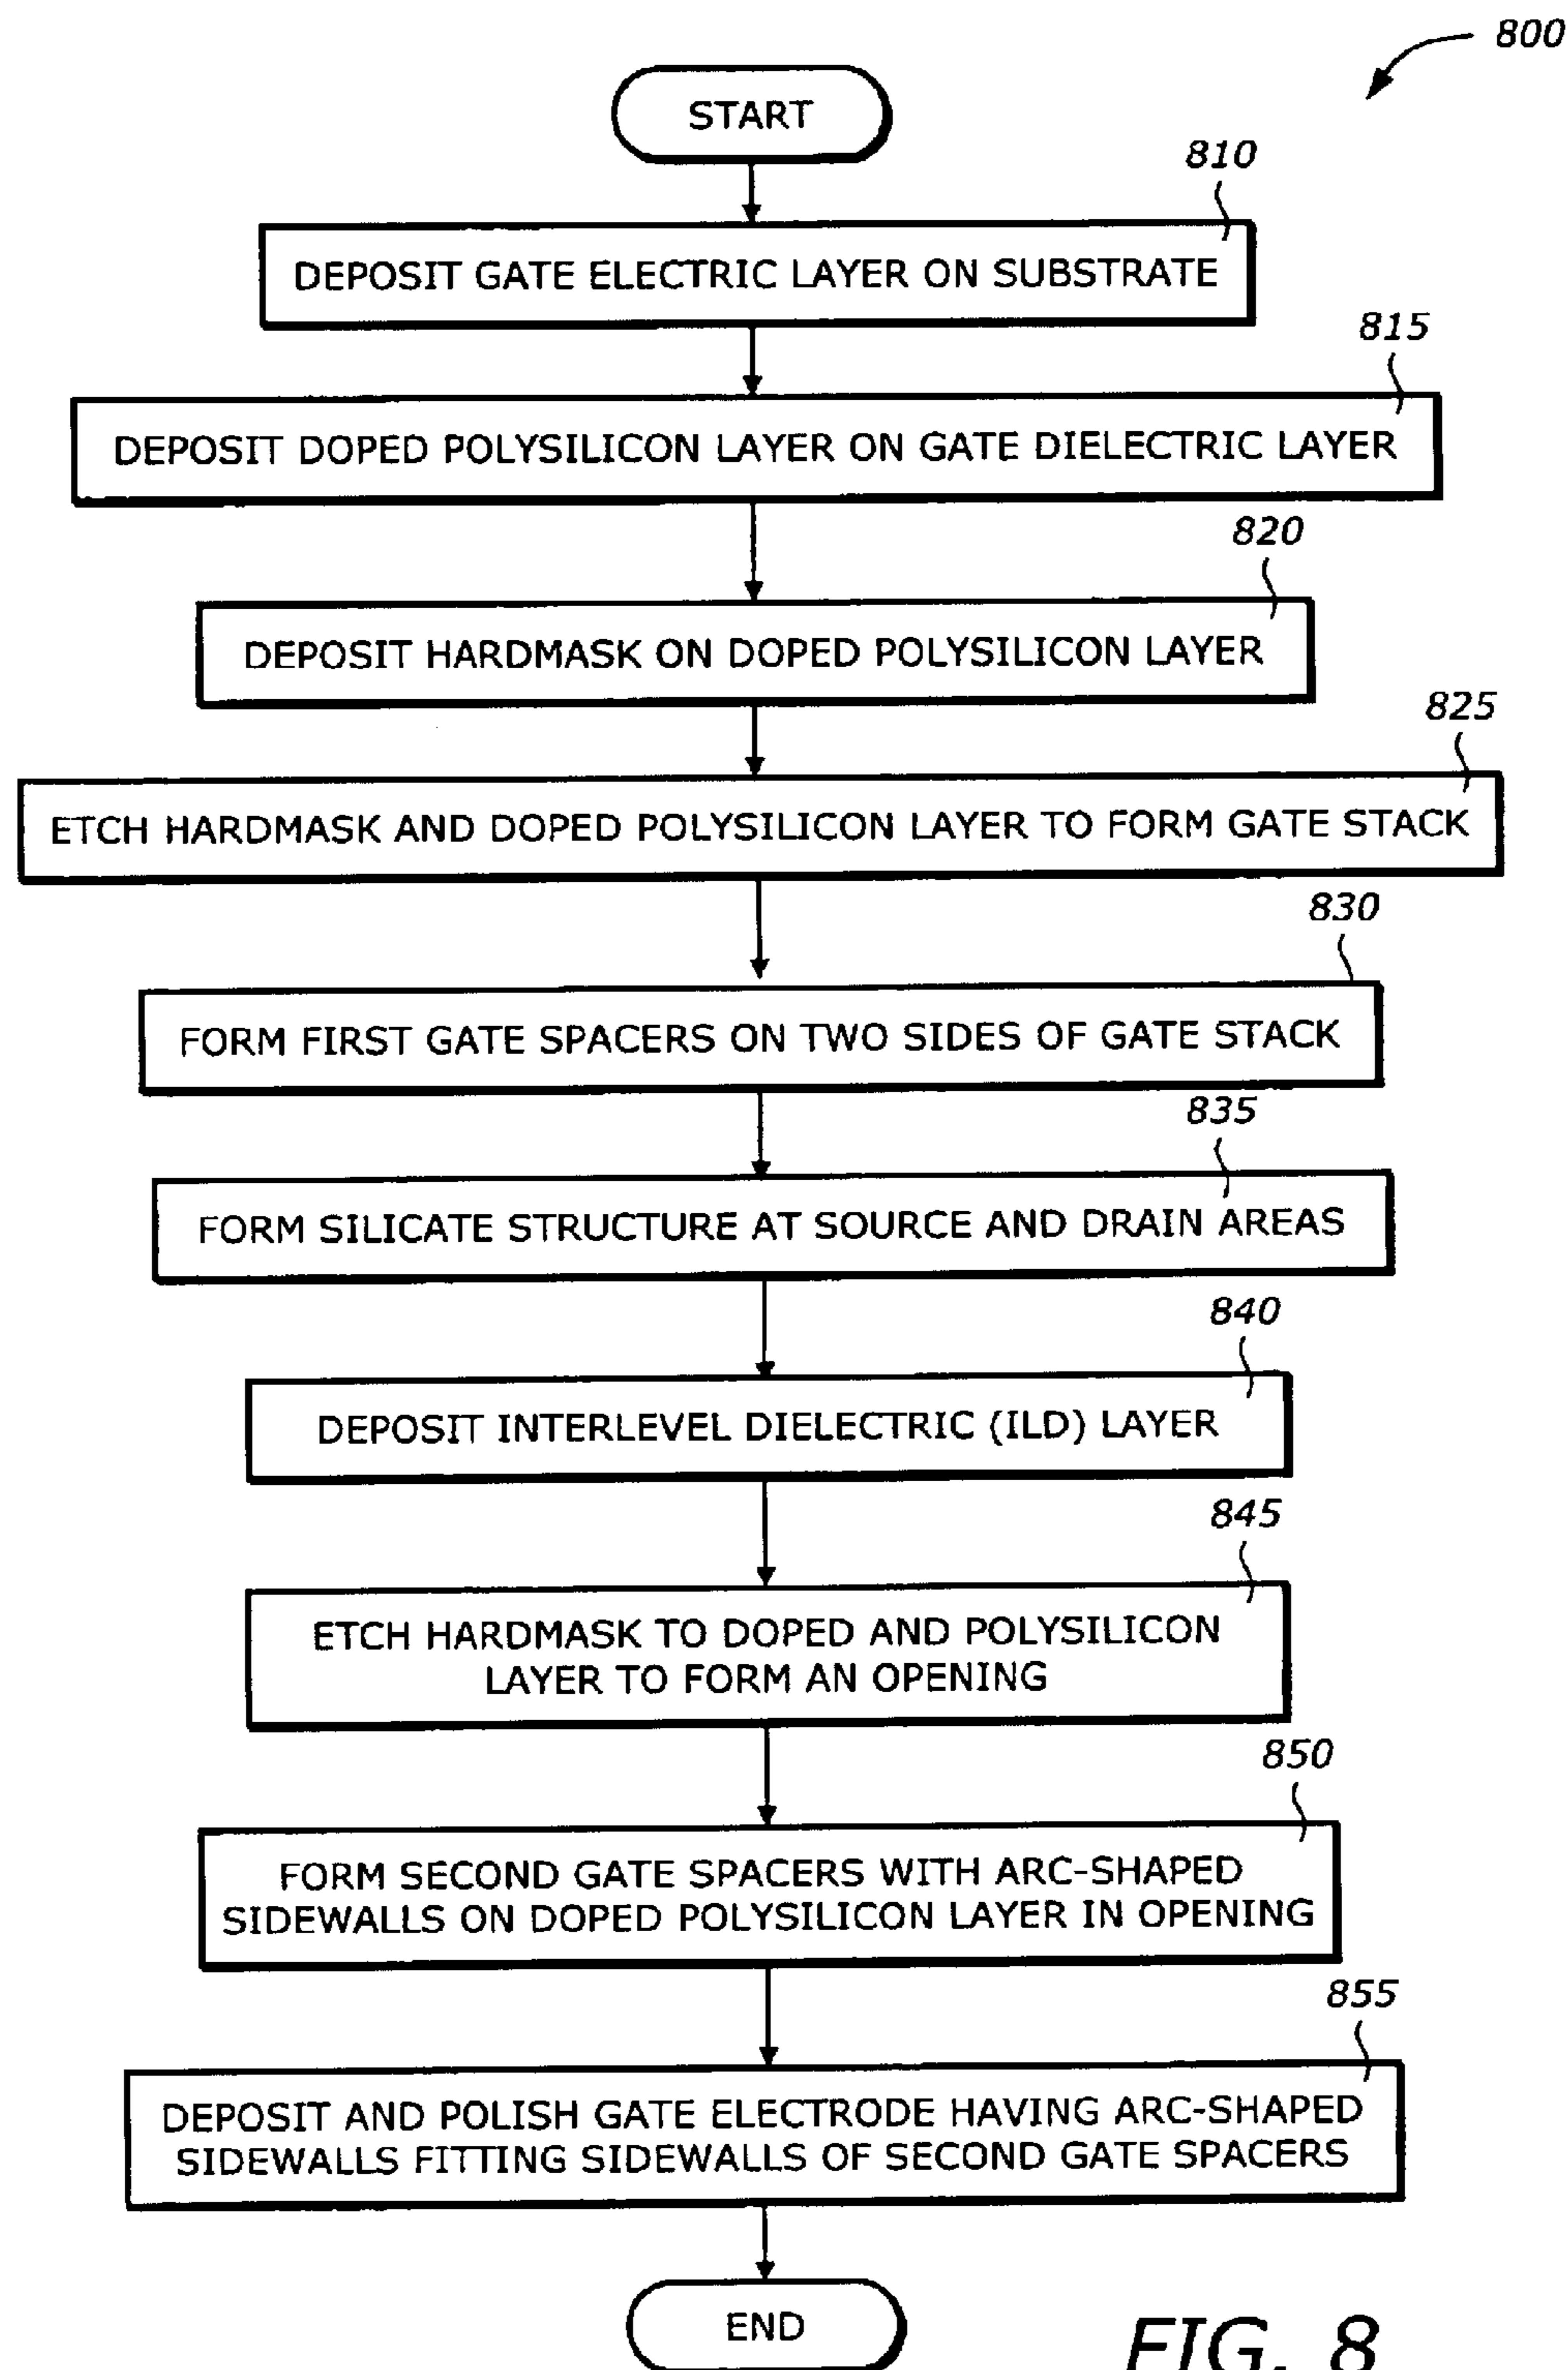 800
START
810
DEPOSIT GATE ELECTRIC LAYER ON SUBSTRATE
815
DEPOSIT DOPED POLYSILICON LAYER ON GATE DIELECTRIC LAYER
820
DEPOSIT HARDMASK ON DOPED POLYSILICON LAYER
825
ETCH HARDMASK AND DOPED POLYSILICON LAYER TO FORM GATE STACK
830
FORM FIRST GATE SPACERS ON TWO SIDES OF GATE STACK
835
FORM SILICATE STRUCTURE AT SOURCE AND DRAIN AREAS
840
DEPOSIT INTERLEVEL DIELECTRIC (ILD) LAYER
845
ETCH HARDMASK TO DOPED AND POLYSILICON
LAYER TO FORM AN OPENING
850
FORM SECOND GATE SPACERS WITH ARC-SHAPED
SIDEWALLS ON DOPED POLYSILICON LAYER IN OPENING
855
DEPOSIT AND POLISH GATE ELECTRODE HAVING ARC-SHAPED
SIDEWALLS FITTING SIDEWALLS OF SECOND GATE SPACERS
END
FIG. 8